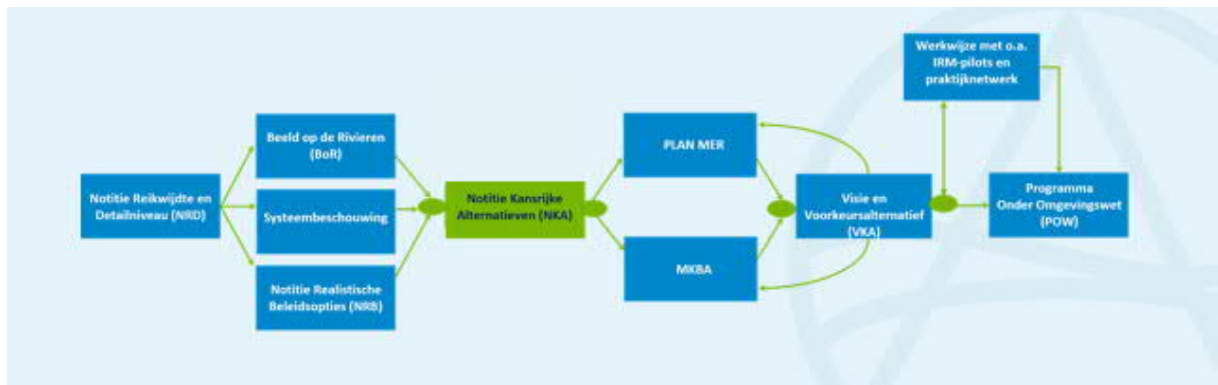 Notitie Reikwijdte en
Detailniveau (NRD)
Beeld op de Rivieren
(BoR)
Systeembeschouwing
Notitie Realistische
Beleidsopties (NRB)
Notitie Kansrijke
Alternatieven (NKA)
PLAN MER
MKBA
Visie en
Voorkeursalternatief
(VKA)
Werkwijze met o.a.
IRM-pilots en
praktijknetwerk
Programma
Onder Omgevingswet
(POW)